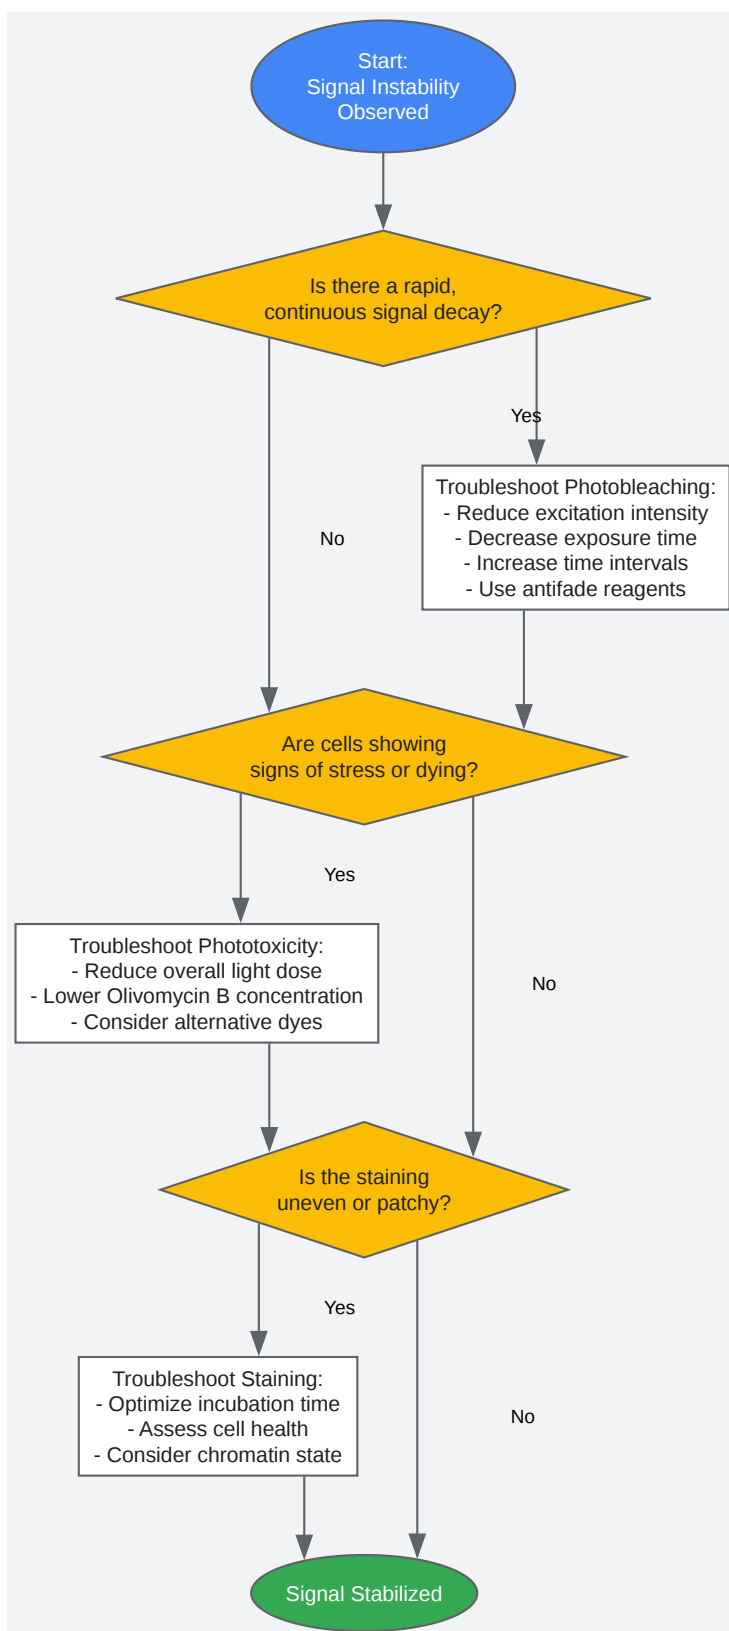 Start:
Signal Instability
Observed
Is there a rapid,
continuous signal decay?
Yes
Troubleshoot Photobleaching:
- Reduce excitation intensity
- Decrease exposure time
- Increase time intervals
- Use antifade reagents
No
Are cells showing
signs of stress or dying?
Yes
Troubleshoot Phototoxicity:
- Reduce overall light dose
- Lower Olivomycin B concentration
- Consider alternative dyes
No
Is the staining
uneven or patchy?
Yes
Troubleshoot Staining:
- Optimize incubation time
- Assess cell health
- Consider chromatin state
No
Signal Stabilized